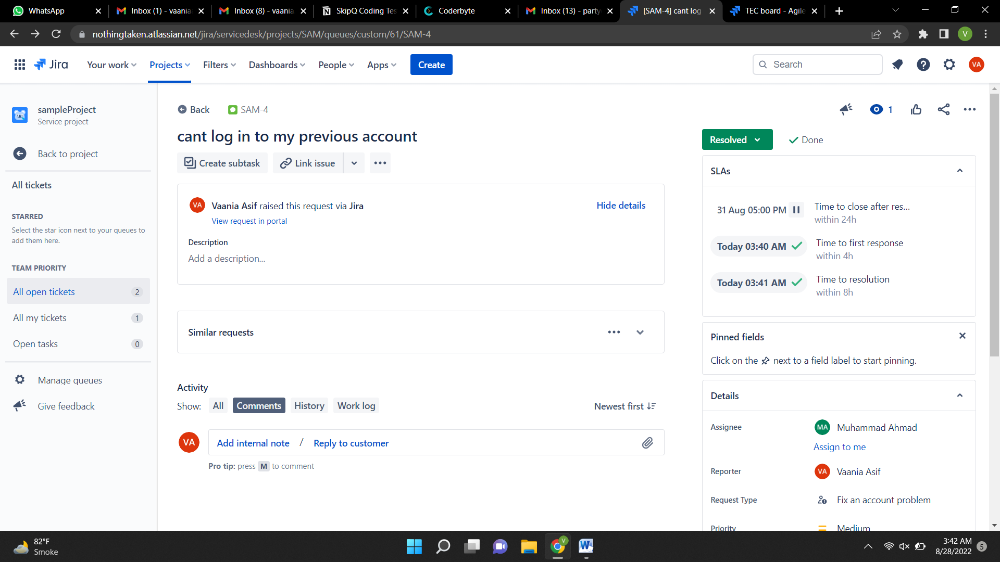 WhatsApp
Inbox (1) - vaania
Inbox (8) - vaania
SkipQ Coding Tes
Coderbyte
Inbox (13) - party
[SAM-4] cant log
TEC board - Agile
nothingtaken.atlassian.net/jira/servicedesk/projects/SAM/queues/custom/61/SAM-4
V
Jira
Your work
Projects
Filters
Dashboards
People
Apps
Create
Search
VA
sampleProject
Service project
Back to project
All tickets
STARRED
Select the star icon next to your queues to
add them here.
TEAM PRIORITY
All open tickets 2
All my tickets 1
Open tasks 0
Manage queues
Give feedback
Back
SAM-4
1
cant log in to my previous account
Create subtask
Link issue
VA
Vaania Asif raised this request via Jira
Hide details
View request in portal
Description
Add a description...
Similar requests
Activity
Show: All Comments History Work log
Newest first
VA
Add internal note / Reply to customer
Pro tip: press M to comment
Resolved
Done
SLAs
31 Aug 05:00 PM
Time to close after res...
within 24h
Today 03:40 AM
Time to first response
within 4h
Today 03:41 AM
Time to resolution
within 8h
Pinned fields
Click on the next to a field label to start pinning.
Details
Assignee
MA
Muhammad Ahmad
Assign to me
Reporter
VA
Vaania Asif
Request Type
Fix an account problem
Priority
Medium
82°F
Smoke
V
W
3:42 AM
8/28/2022
5